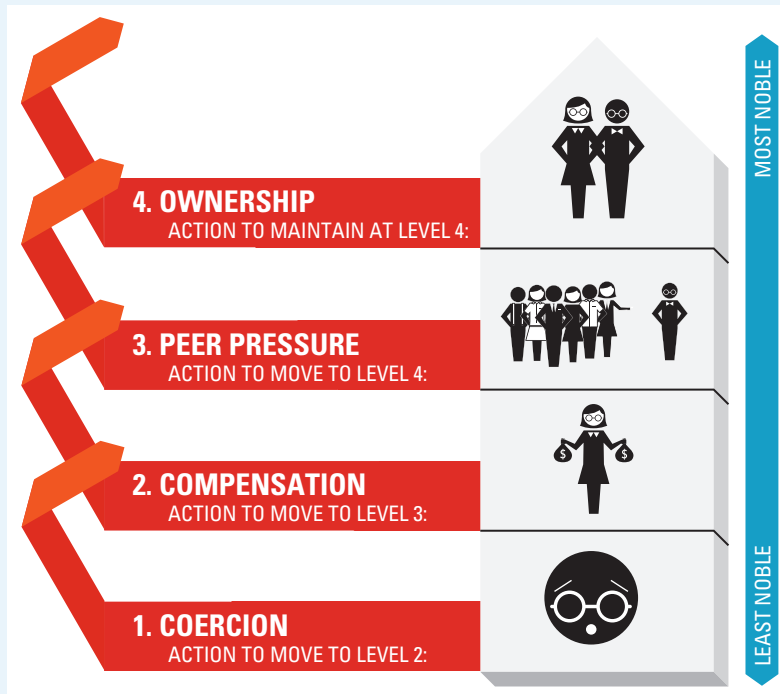 MOST NOBLE
4. OWNERSHIP
ACTION TO MAINTAIN AT LEVEL 4:
3. PEER PRESSURE
ACTION TO MOVE TO LEVEL 4:
2. COMPENSATION
ACTION TO MOVE TO LEVEL 3:
$ $
1. COERCION
ACTION TO MOVE TO LEVEL 2:
LEAST NOBLE